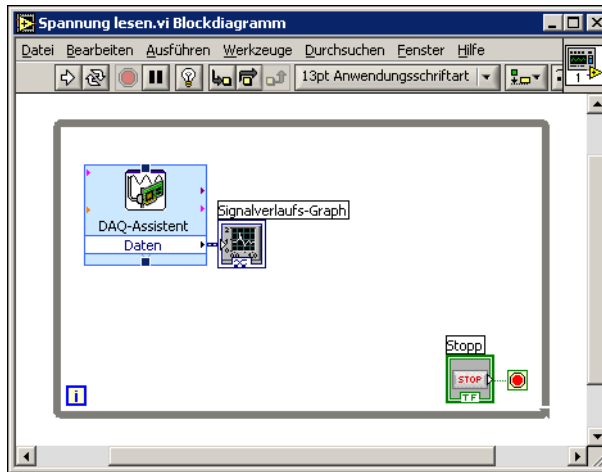 Spannung lesen.vi Blockdiagramm
Datei Bearbeiten Ausführen Werkzeuge Durchsuchen Fenster Hilfe
13pt Anwendungsschriftart
1
DAQ-Assistent
Daten
Signalverlaufs-Graph
Stopp
STOP
TF
i